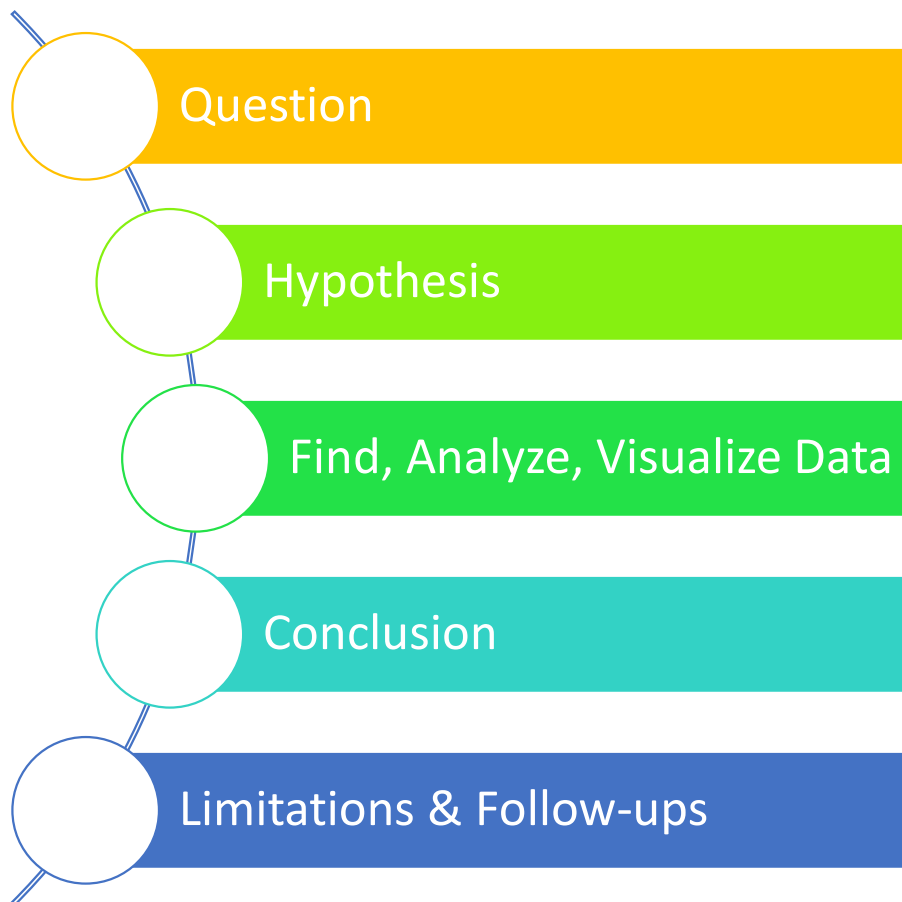 Question
Hypothesis
Find, Analyze, Visualize Data
Conclusion
Limitations & Follow-ups